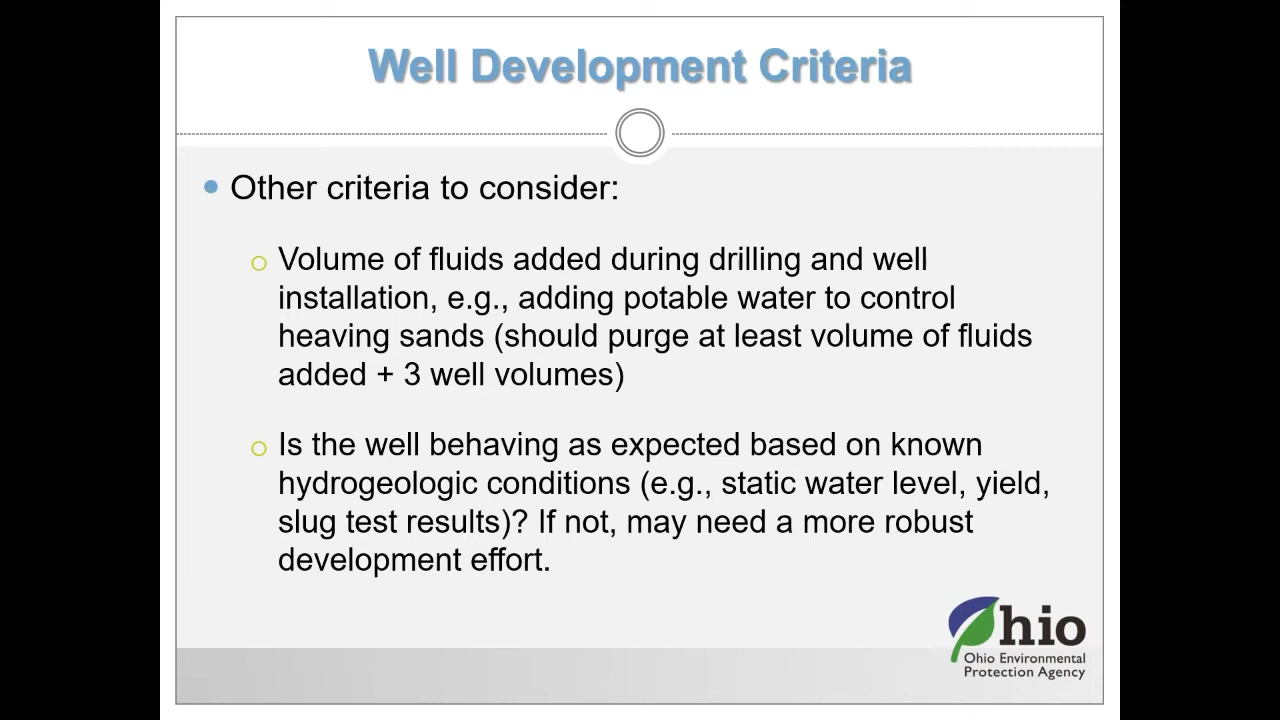 Well Development Criteria
Other criteria to consider:
Volume of fluids added during drilling and well
installation, e.g., adding potable water to control
heaving sands (should purge at least volume of fluids
added + 3 well volumes)
Is the well behaving as expected based on known
hydrogeologic conditions (e.g., static water level, yield,
slug test results)? If not, may need a more robust
development effort.
Ohio
Ohio Environmental
Protection Agency